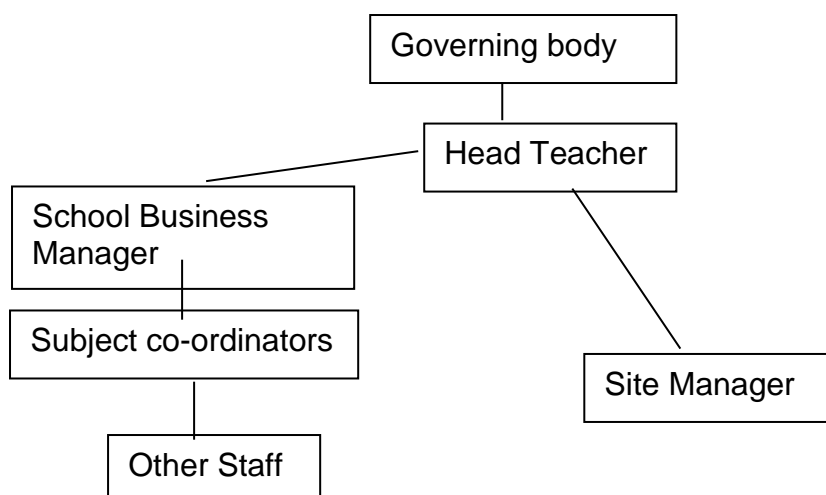 Governing body
Head Teacher
School Business
Manager
Subject co-ordinators
Site Manager
Other Staff